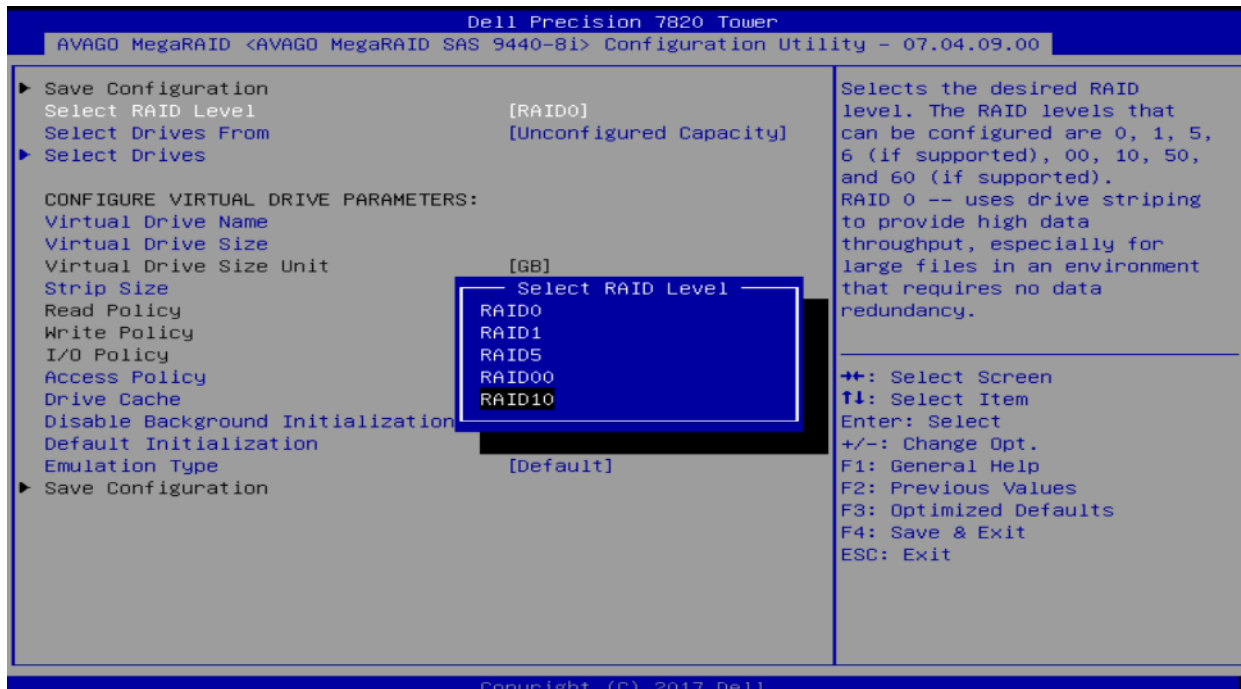 Dell Precision 7820 Tower
AVAGO MegaRAID <AVAGO MegaRAID SAS 9440-8i> Configuration Utility - 07.04.09.00
Save Configuration
Select RAID Level [RAID0]
Select Drives From [Unconfigured Capacity]
Select Drives
CONFIGURE VIRTUAL DRIVE PARAMETERS:
Virtual Drive Name
Virtual Drive Size
Virtual Drive Size Unit [GB]
Strip Size
Read Policy
Write Policy
I/O Policy
Access Policy
Drive Cache
Disable Background Initialization
Default Initialization
Emulation Type [Default]
Save Configuration
Select RAID Level
RAID0
RAID1
RAID5
RAID00
RAID10
Selects the desired RAID
level. The RAID levels that
can be configured are 0, 1, 5,
6 (if supported), 00, 10, 50,
and 60 (if supported).
RAID 0 -- uses drive striping
to provide high data
throughput, especially for
large files in an environment
that requires no data
redundancy.
→←: Select Screen
↑↓: Select Item
Enter: Select
+/-: Change Opt.
F1: General Help
F2: Previous Values
F3: Optimized Defaults
F4: Save & Exit
ESC: Exit
Copyright (C) 2017 Dell